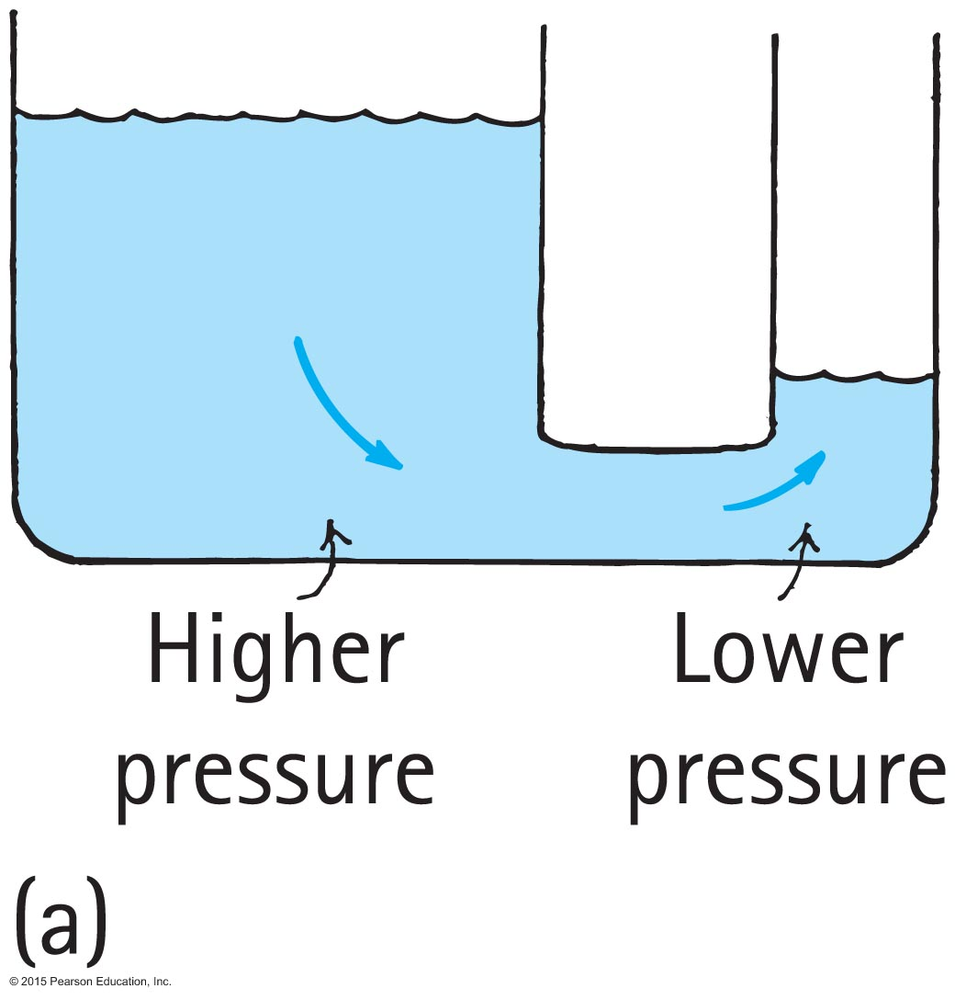 Higher pressure
Lower pressure
(a)
© 2015 Pearson Education, Inc.